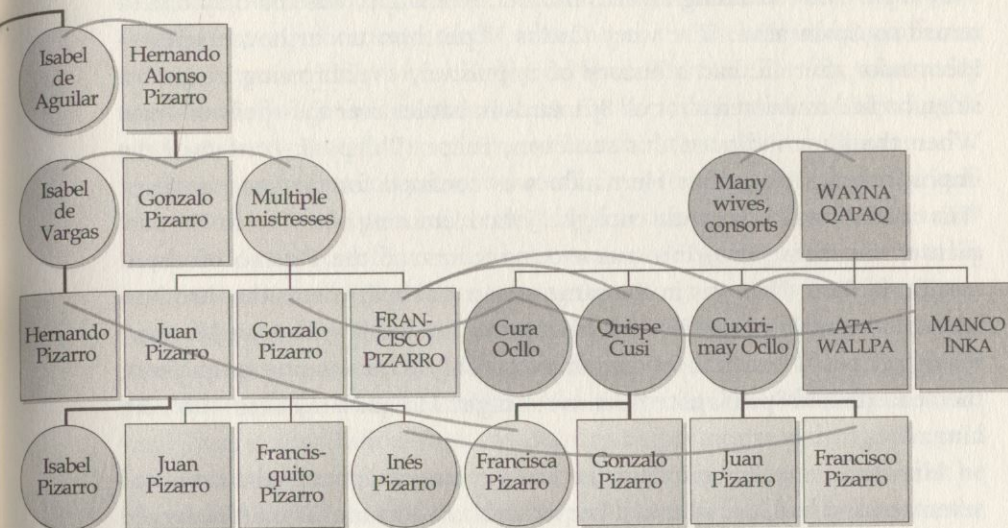 Isabel
de
Aguilar
Hernando
Alonso
Pizarro
Isabel
de
Vargas
Gonzalo
Pizarro
Multiple
mistresses
Many
wives,
consorts
WAYNA
QAPAQ
Hernando
Pizarro
Juan
Pizarro
Gonzalo
Pizarro
FRAN-
CISCO
PIZARRO
Cura
Ocllo
Quispe
Cusi
Cuxiri-
may Ocllo
ATA-
WALLPA
MANCO
INKA
Isabel
Pizarro
Juan
Pizarro
Francis-
quito
Pizarro
Inés
Pizarro
Francisca
Pizarro
Gonzalo
Pizarro
Juan
Pizarro
Francisco
Pizarro